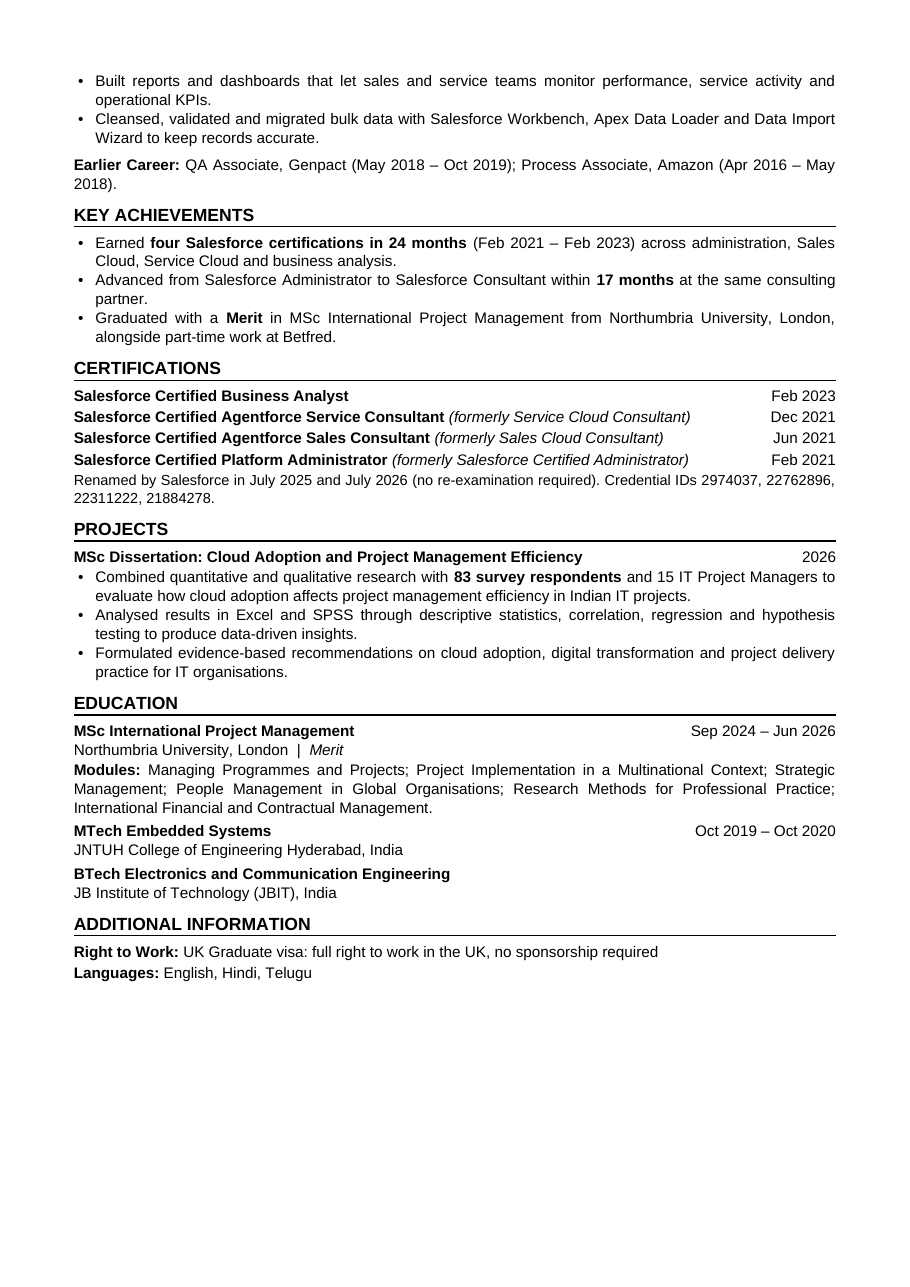 • Built reports and dashboards that let sales and service teams monitor performance, service activity and
operational KPIs.
• Cleansed, validated and migrated bulk data with Salesforce Workbench, Apex Data Loader and Data Import
Wizard to keep records accurate.
Earlier Career: QA Associate, Genpact (May 2018 – Oct 2019); Process Associate, Amazon (Apr 2016 – May
2018).
KEY ACHIEVEMENTS
• Earned four Salesforce certifications in 24 months (Feb 2021 – Feb 2023) across administration, Sales
Cloud, Service Cloud and business analysis.
• Advanced from Salesforce Administrator to Salesforce Consultant within 17 months at the same consulting
partner.
• Graduated with a Merit in MSc International Project Management from Northumbria University, London,
alongside part-time work at Betfred.
CERTIFICATIONS
Salesforce Certified Business Analyst Feb 2023
Salesforce Certified Agentforce Service Consultant (formerly Service Cloud Consultant) Dec 2021
Salesforce Certified Agentforce Sales Consultant (formerly Sales Cloud Consultant) Jun 2021
Salesforce Certified Platform Administrator (formerly Salesforce Certified Administrator) Feb 2021
Renamed by Salesforce in July 2025 and July 2026 (no re-examination required). Credential IDs 2974037, 22762896,
22311222, 21884278.
PROJECTS
MSc Dissertation: Cloud Adoption and Project Management Efficiency 2026
• Combined quantitative and qualitative research with 83 survey respondents and 15 IT Project Managers to
evaluate how cloud adoption affects project management efficiency in Indian IT projects.
• Analysed results in Excel and SPSS through descriptive statistics, correlation, regression and hypothesis
testing to produce data-driven insights.
• Formulated evidence-based recommendations on cloud adoption, digital transformation and project delivery
practice for IT organisations.
EDUCATION
MSc International Project Management Sep 2024 – Jun 2026
Northumbria University, London | Merit
Modules: Managing Programmes and Projects; Project Implementation in a Multinational Context; Strategic
Management; People Management in Global Organisations; Research Methods for Professional Practice;
International Financial and Contractual Management.
MTech Embedded Systems Oct 2019 – Oct 2020
JNTUH College of Engineering Hyderabad, India
BTech Electronics and Communication Engineering
JB Institute of Technology (JBIT), India
ADDITIONAL INFORMATION
Right to Work: UK Graduate visa: full right to work in the UK, no sponsorship required
Languages: English, Hindi, Telugu